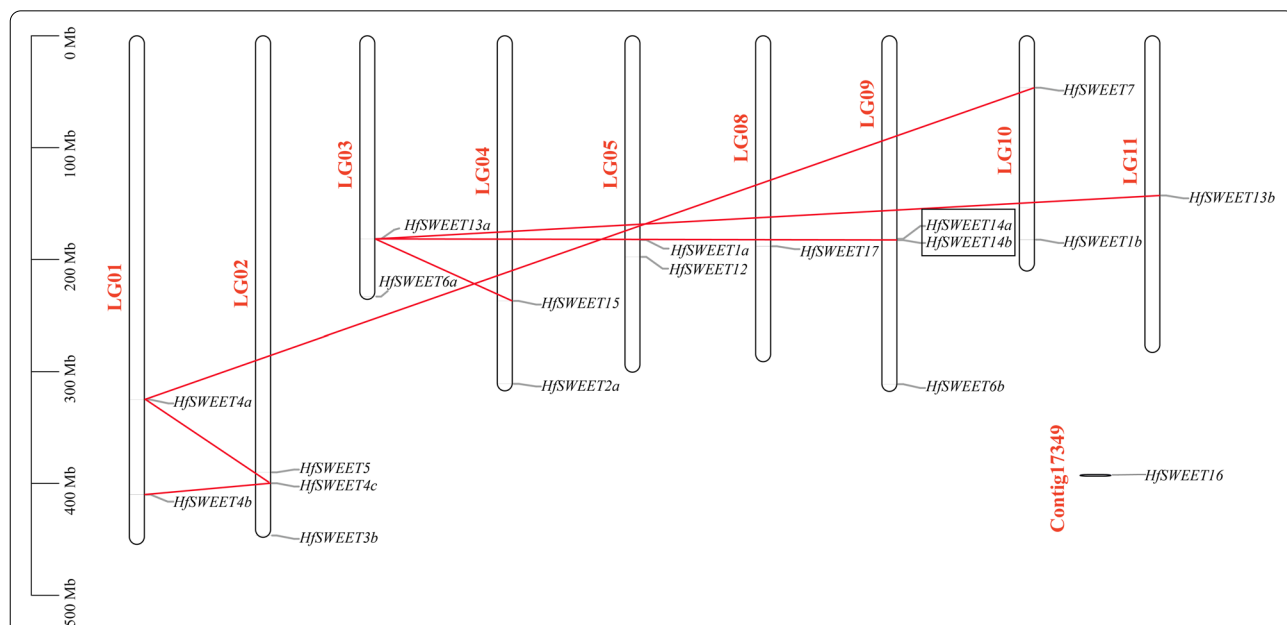 0 Mb
100 Mb
200 Mb
300 Mb
400 Mb
500 Mb
LG01
HfSWEET4a
HfSWEET4b
LG02
HfSWEET5
HfSWEET4c
HfSWEET3b
LG03
HfSWEET13a
HfSWEET6a
LG04
HfSWEET15
HfSWEET2a
LG05
HfSWEET1a
HfSWEET12
LG08
HfSWEET17
LG09
HfSWEET14a
HfSWEET14b
HfSWEET6b
LG10
HfSWEET7
HfSWEET1b
LG11
HfSWEET13b
Contig17349
HfSWEET16